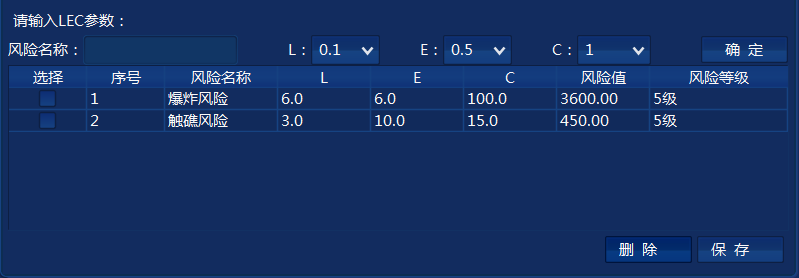 请输入LEC参数：
风险名称： L： 0.1 E： 0.5 C： 1 确 定
选择 序号 风险名称 L E C 风险值 风险等级
1 爆炸风险 6.0 6.0 100.0 3600.00 5级
2 触礁风险 3.0 10.0 15.0 450.00 5级
删 除 保 存